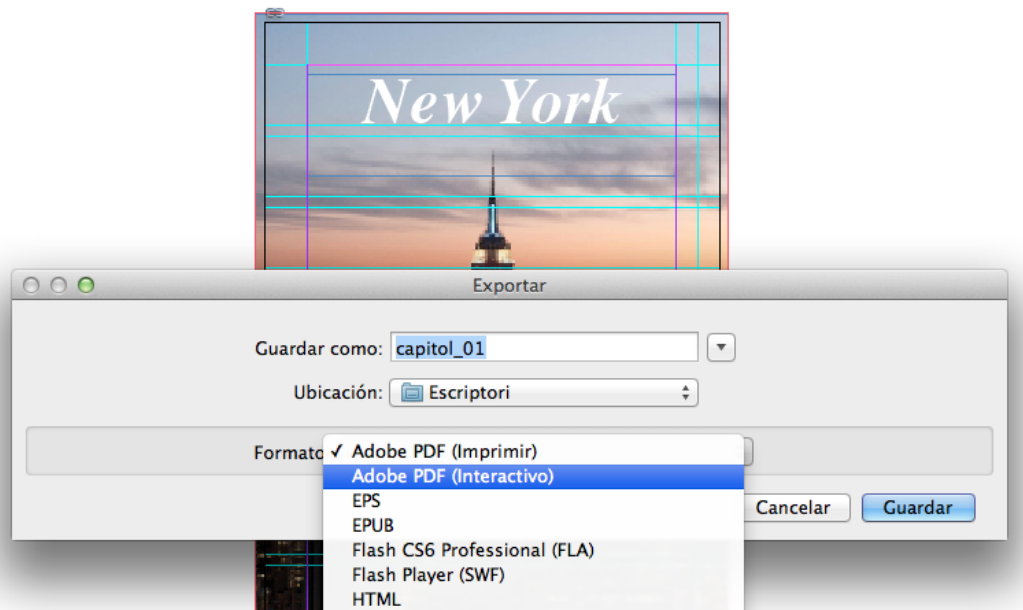 New York
Exportar
Guardar como: capitol_01
Ubicación: Escriptori
Formato ✓ Adobe PDF (Imprimir)
Adobe PDF (Interactivo)
EPS
EPUB
Flash CS6 Professional (FLA)
Flash Player (SWF)
HTML
Cancelar Guardar